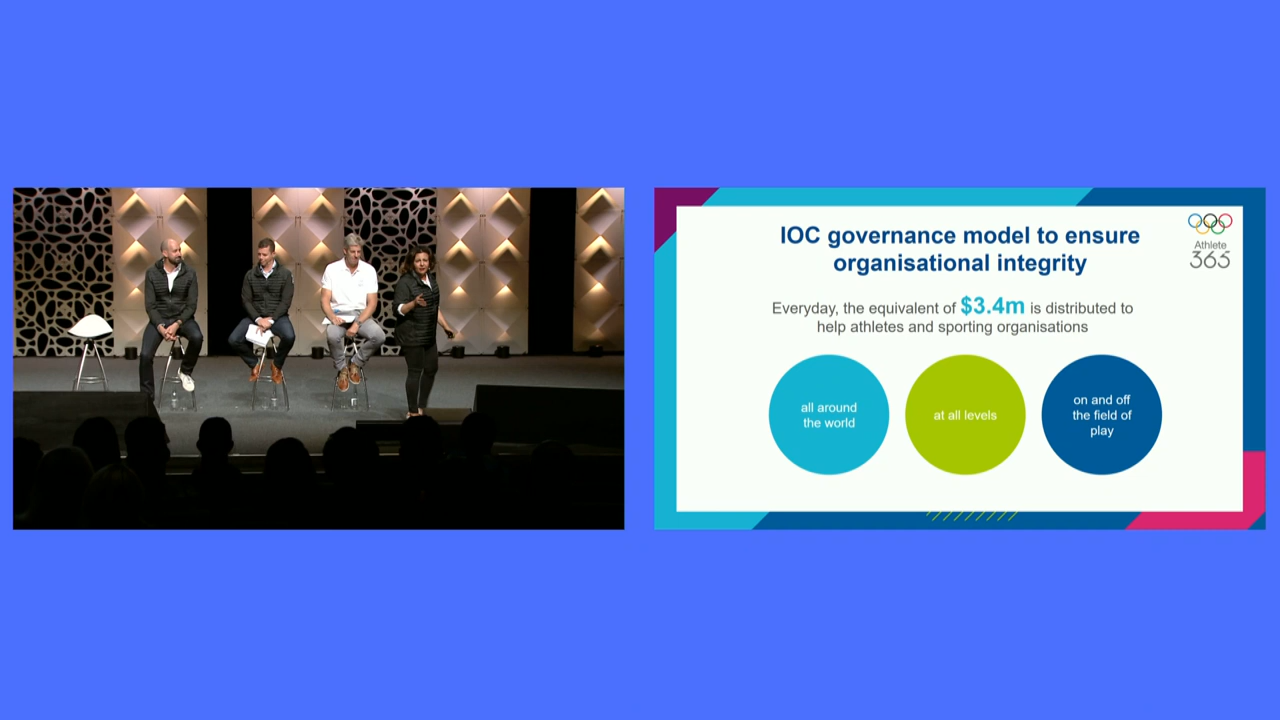 IOC governance model to ensure
organisational integrity
Athlete
365
Everyday, the equivalent of $3.4m is distributed to
help athletes and sporting organisations
all around
the world
at all levels
on and off
the field of
play